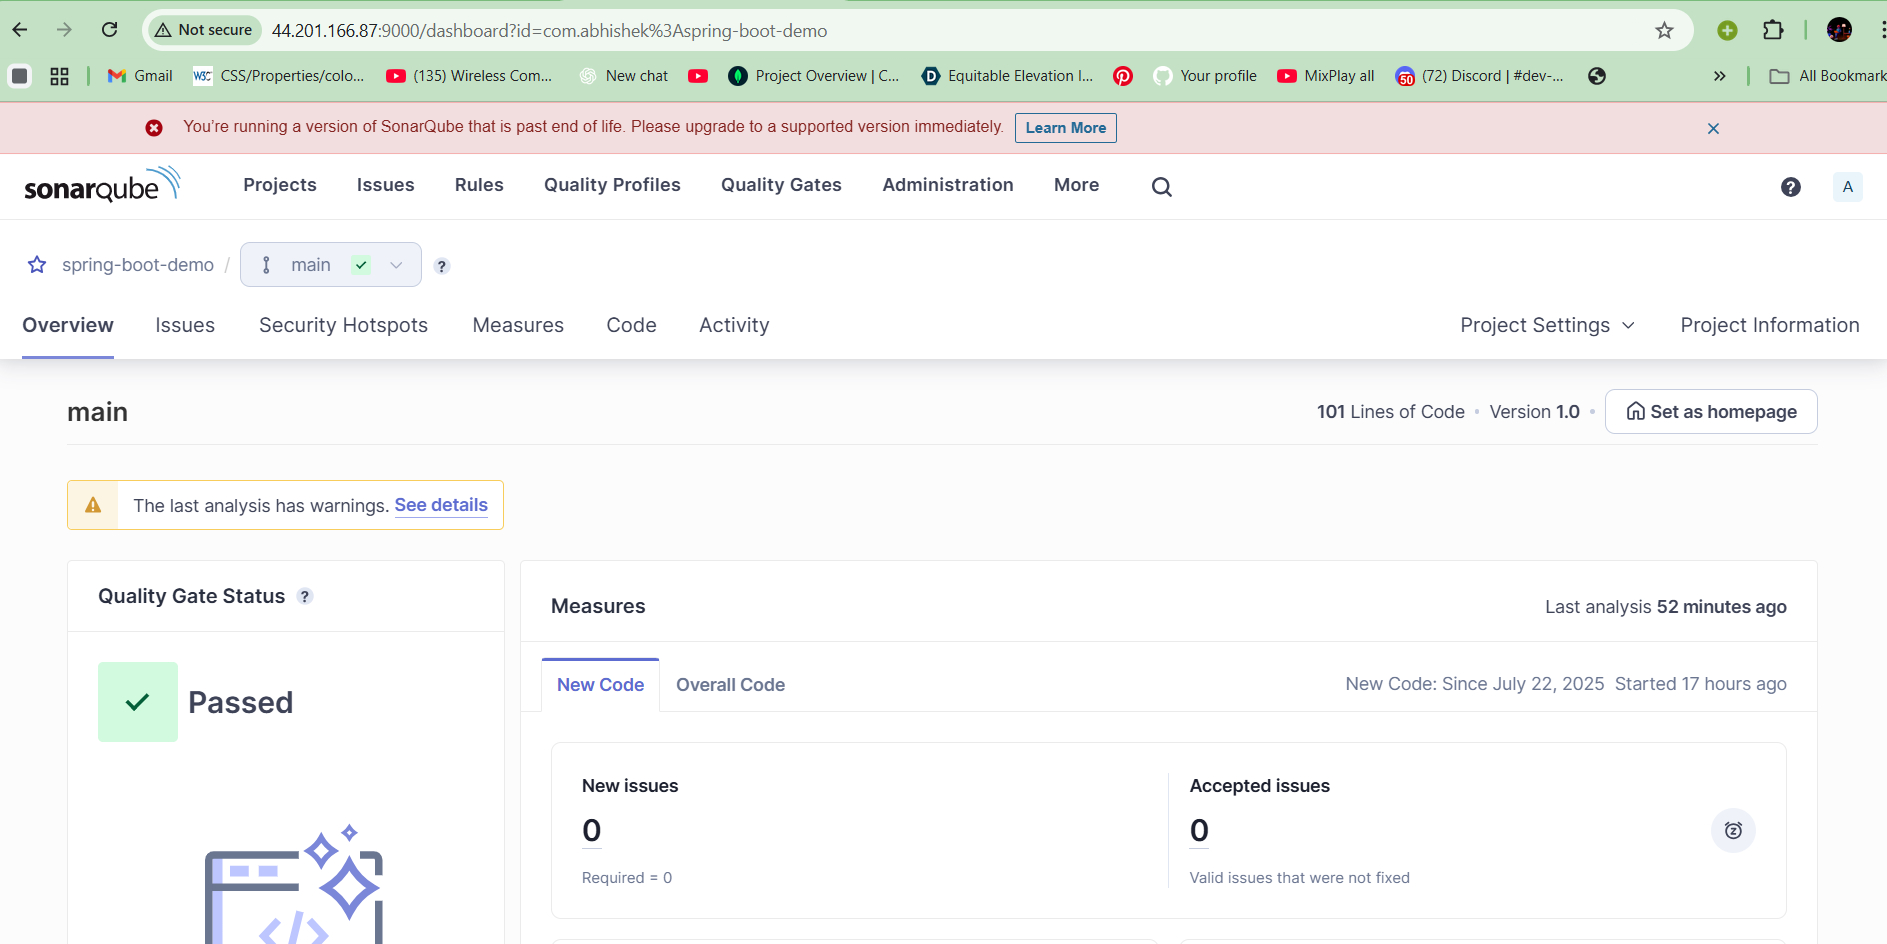 Not secure 44.201.166.87:9000/dashboard?id=com.abhishek%3Aspring-boot-demo
Gmail W3C CSS/Properties/colo... (135) Wireless Com... New chat Project Overview | C... D Equitable Elevation I... Your profile MixPlay all 50 (72) Discord | #dev-... » All Bookmark
You're running a version of SonarQube that is past end of life. Please upgrade to a supported version immediately. Learn More
sonarqube Projects Issues Rules Quality Profiles Quality Gates Administration More ? A
spring-boot-demo / main ?
Overview Issues Security Hotspots Measures Code Activity Project Settings Project Information
main 101 Lines of Code • Version 1.0 • Set as homepage
The last analysis has warnings. See details
Quality Gate Status ?
Passed
Measures Last analysis 52 minutes ago
New Code Overall Code New Code: Since July 22, 2025 Started 17 hours ago
New issues Accepted issues
0 0
Required = 0 Valid issues that were not fixed